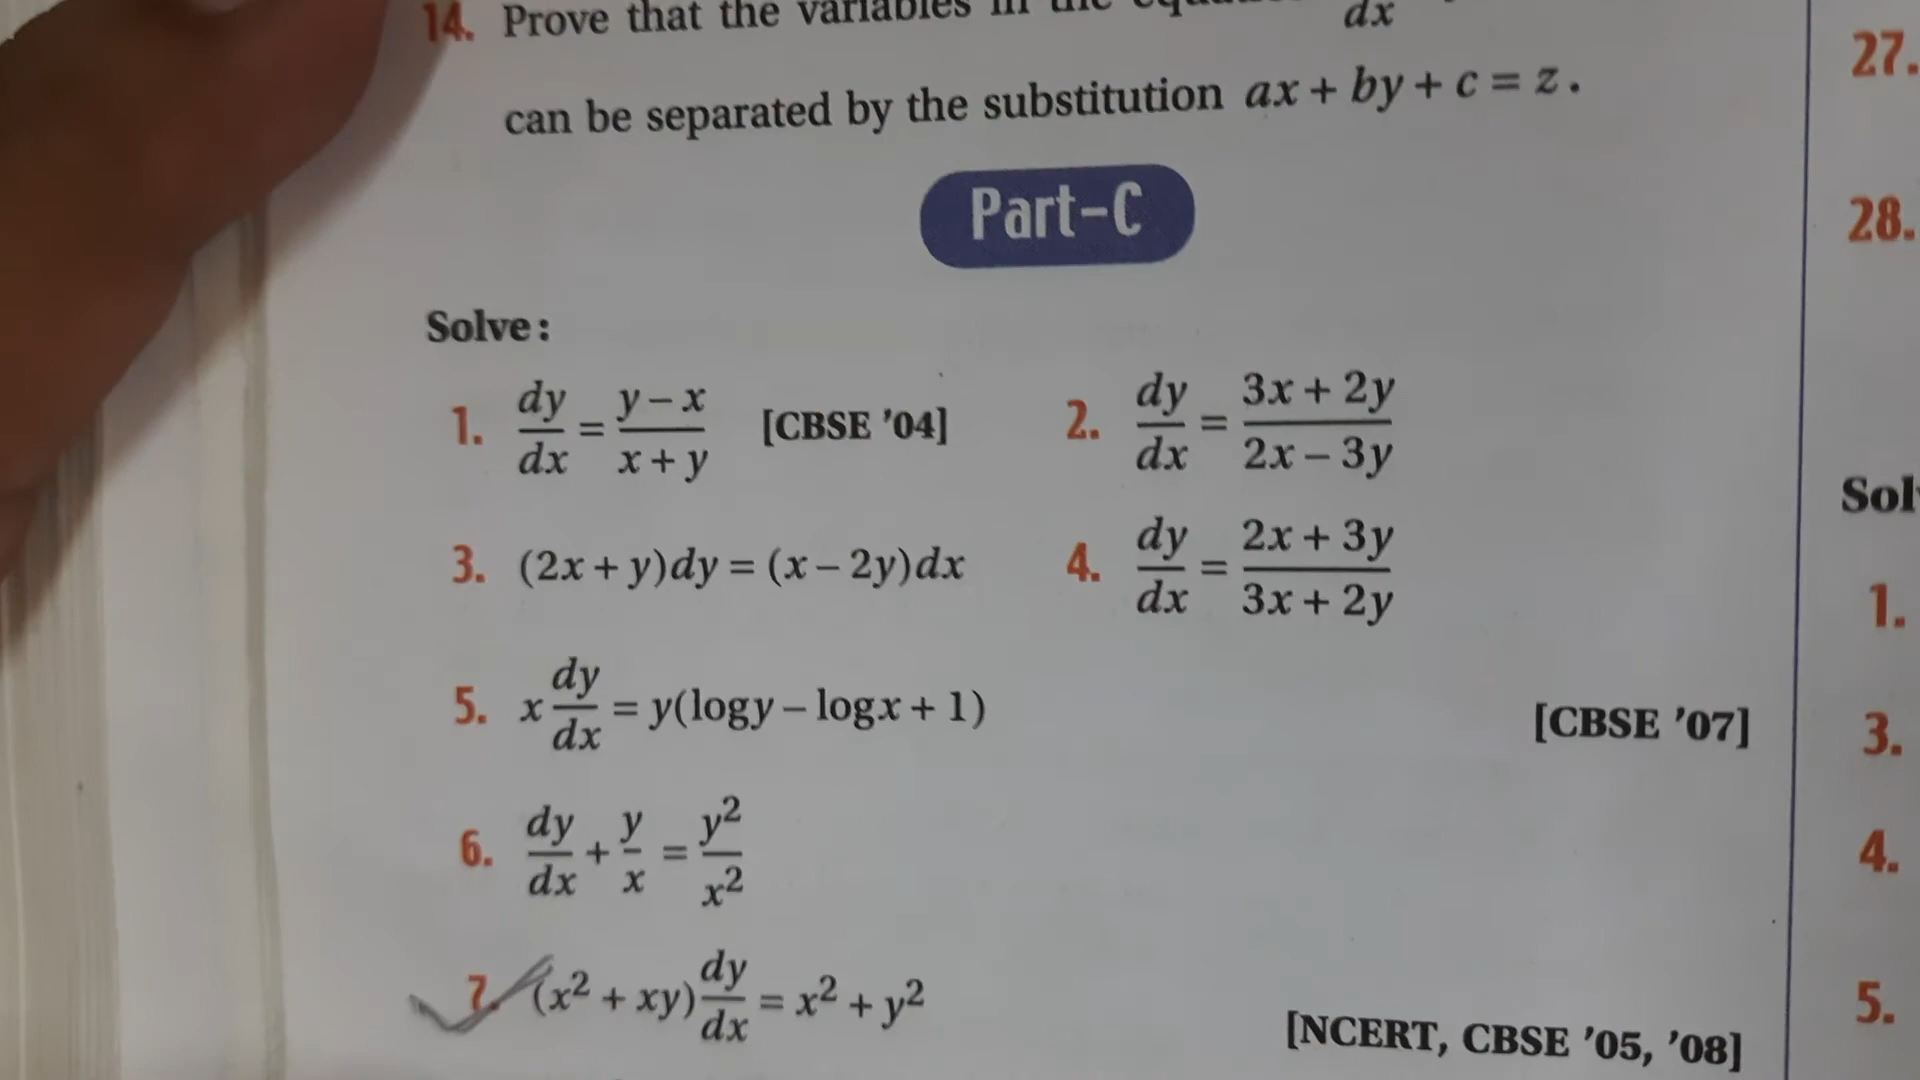 14. Prove that the variables in the dx
can be separated by the substitution ax + by + c = z.
Part-C
Solve:
1. dy/dx = (y – x)/(x + y) [CBSE ’04] 2. dy/dx = (3x + 2y)/(2x – 3y)
3. (2x + y)dy = (x – 2y)dx 4. dy/dx = (2x + 3y)/(3x + 2y)
5. x dy/dx = y(logy – logx + 1) [CBSE ’07]
6. dy/dx + y/x = y²/x²
7. (x² + xy) dy/dx = x² + y² [NCERT, CBSE ’05, ’08]
27.
28.
1.
3.
4.
5.